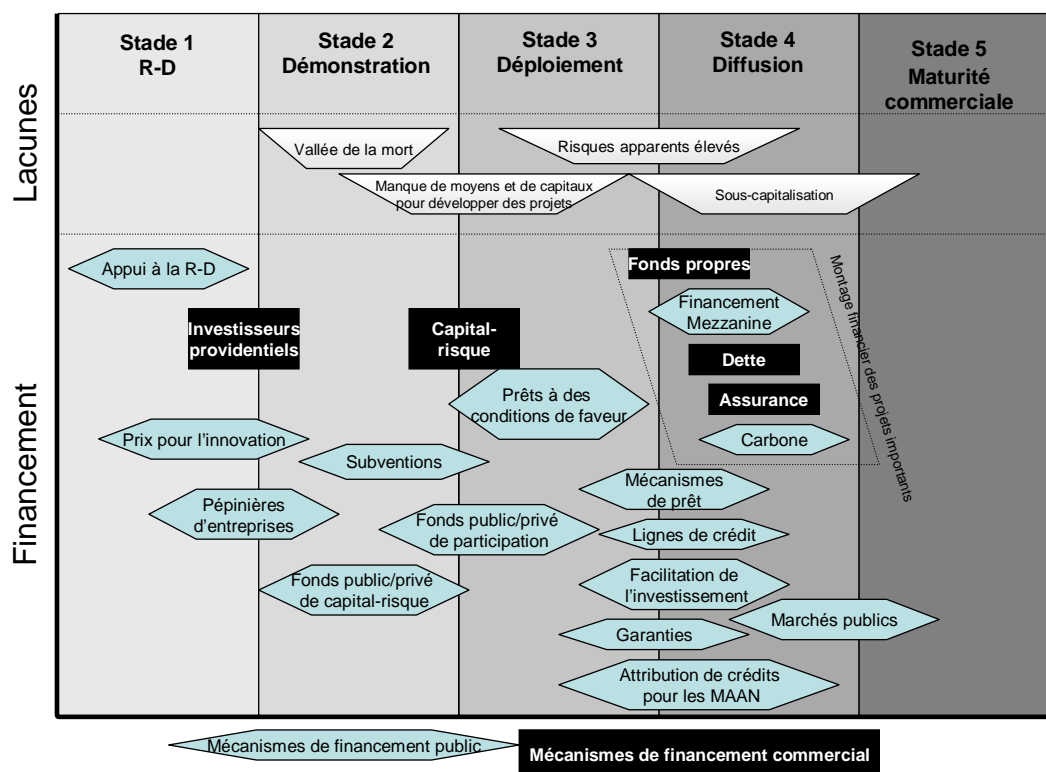 Stade 1
R-D
Stade 2
Démonstration
Stade 3
Déploiement
Stade 4
Diffusion
Stade 5
Maturité
commerciale
Lacunes
Vallée de la mort
Risques apparents élevés
Manque de moyens et de capitaux
pour développer des projets
Sous-capitalisation
Financement
Appui à la R-D
Fonds propres
Financement
Mezzanine
Montage financier des projets importants
Investisseurs
providentiels
Capital-
risque
Dette
Prêts à des
conditions de faveur
Assurance
Prix pour l'innovation
Carbone
Subventions
Mécanismes
de prêt
Pépinières
d'entreprises
Fonds public/privé
de participation
Lignes de crédit
Fonds public/privé
de capital-risque
Facilitation de
l'investissement
Marchés publics
Garanties
Attribution de crédits
pour les MAAN
Mécanismes de financement public
Mécanismes de financement commercial